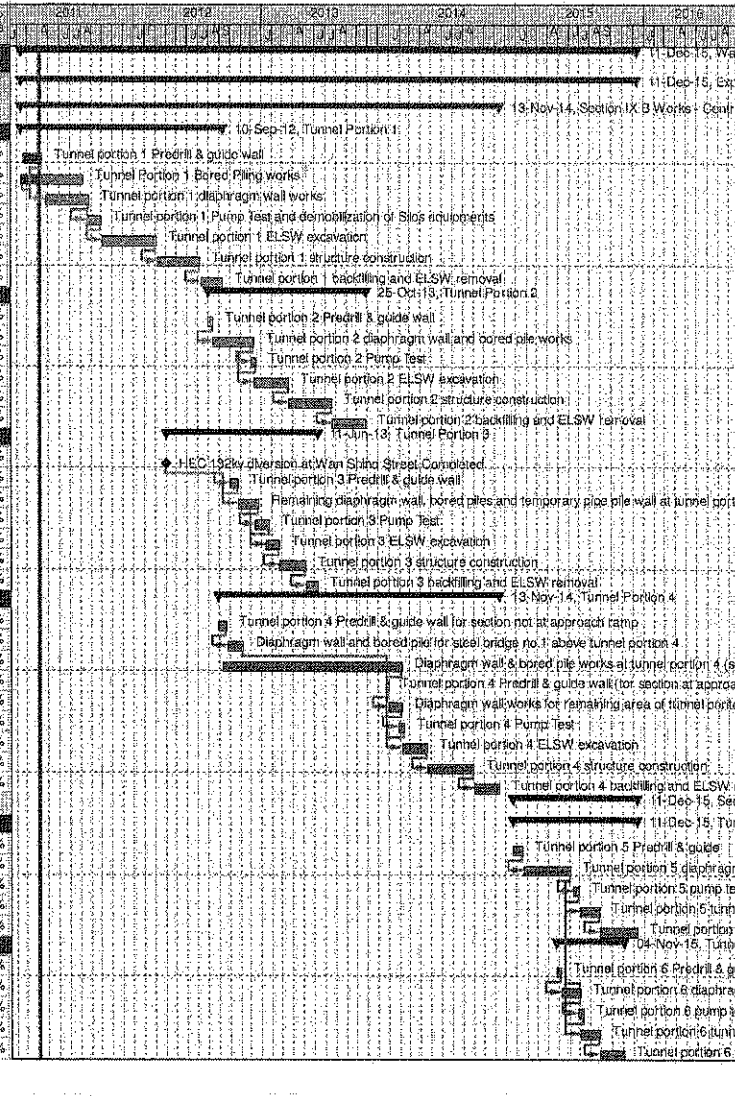 2011 2012 2013 2014 2015 2016
11-Dec-15, Wa
11-Dec-15, Exp
13-Nov-14, Section IX B Works - Centr
10-Sep-12, Tunnel Portion 1
Tunnel portion 1 Predrill & guide wall
Tunnel Portion 1 Bored Piling works
Tunnel portion 1 diaphragm wall works
Tunnel portion 1 Pump Test and demobilization of Silos equipments
Tunnel portion 1 ELSW excavation
Tunnel portion 1 structure construction
Tunnel portion 1 backfilling and ELSW removal
25-Oct-13, Tunnel Portion 2
Tunnel portion 2 Predrill & guide wall
Tunnel portion 2 diaphragm wall and bored pile works
Tunnel portion 2 Pump Test
Tunnel portion 2 ELSW excavation
Tunnel portion 2 structure construction
Tunnel portion 2 backfilling and ELSW removal
11-Jun-13, Tunnel Portion 3
HEC 132kv diversion at Wan Shing Street Completed
Tunnel portion 3 Predrill & guide wall
Remaining diaphragm wall, bored piles and temporary pipe pile wall at tunnel port
Tunnel portion 3 Pump Test
Tunnel portion 3 ELSW excavation
Tunnel portion 3 structure construction
Tunnel portion 3 backfilling and ELSW removal
13-Nov-14, Tunnel Portion 4
Tunnel portion 4 Predrill & guide wall for section not at approach ramp
Diaphragm wall and bored pile for steel bridge no.1 above tunnel portion 4
Diaphragm wall & bored pile works at tunnel portion 4 (s
Tunnel portion 4 Predrill & guide wall (for section at approa
Diaphragm wall works for remaining area of tunnel portio
Tunnel portion 4 Pump Test
Tunnel portion 4 ELSW excavation
Tunnel portion 4 structure construction
Tunnel portion 4 backfilling and ELSW
11-Dec-15, Sec
11-Dec-15, Tun
Tunnel portion 5 Predrill & guide
Tunnel portion 5 diaphragr
Tunnel portion 5 pump te
Tunnel portion 5 tunn
Tunnel portion
04-Nov-15, Tunn
Tunnel portion 6 Predrill & g
Tunnel portion 6 diaphra
Tunnel portion 6 pump t
Tunnel portion 6 tunn
Tunnel portion 6